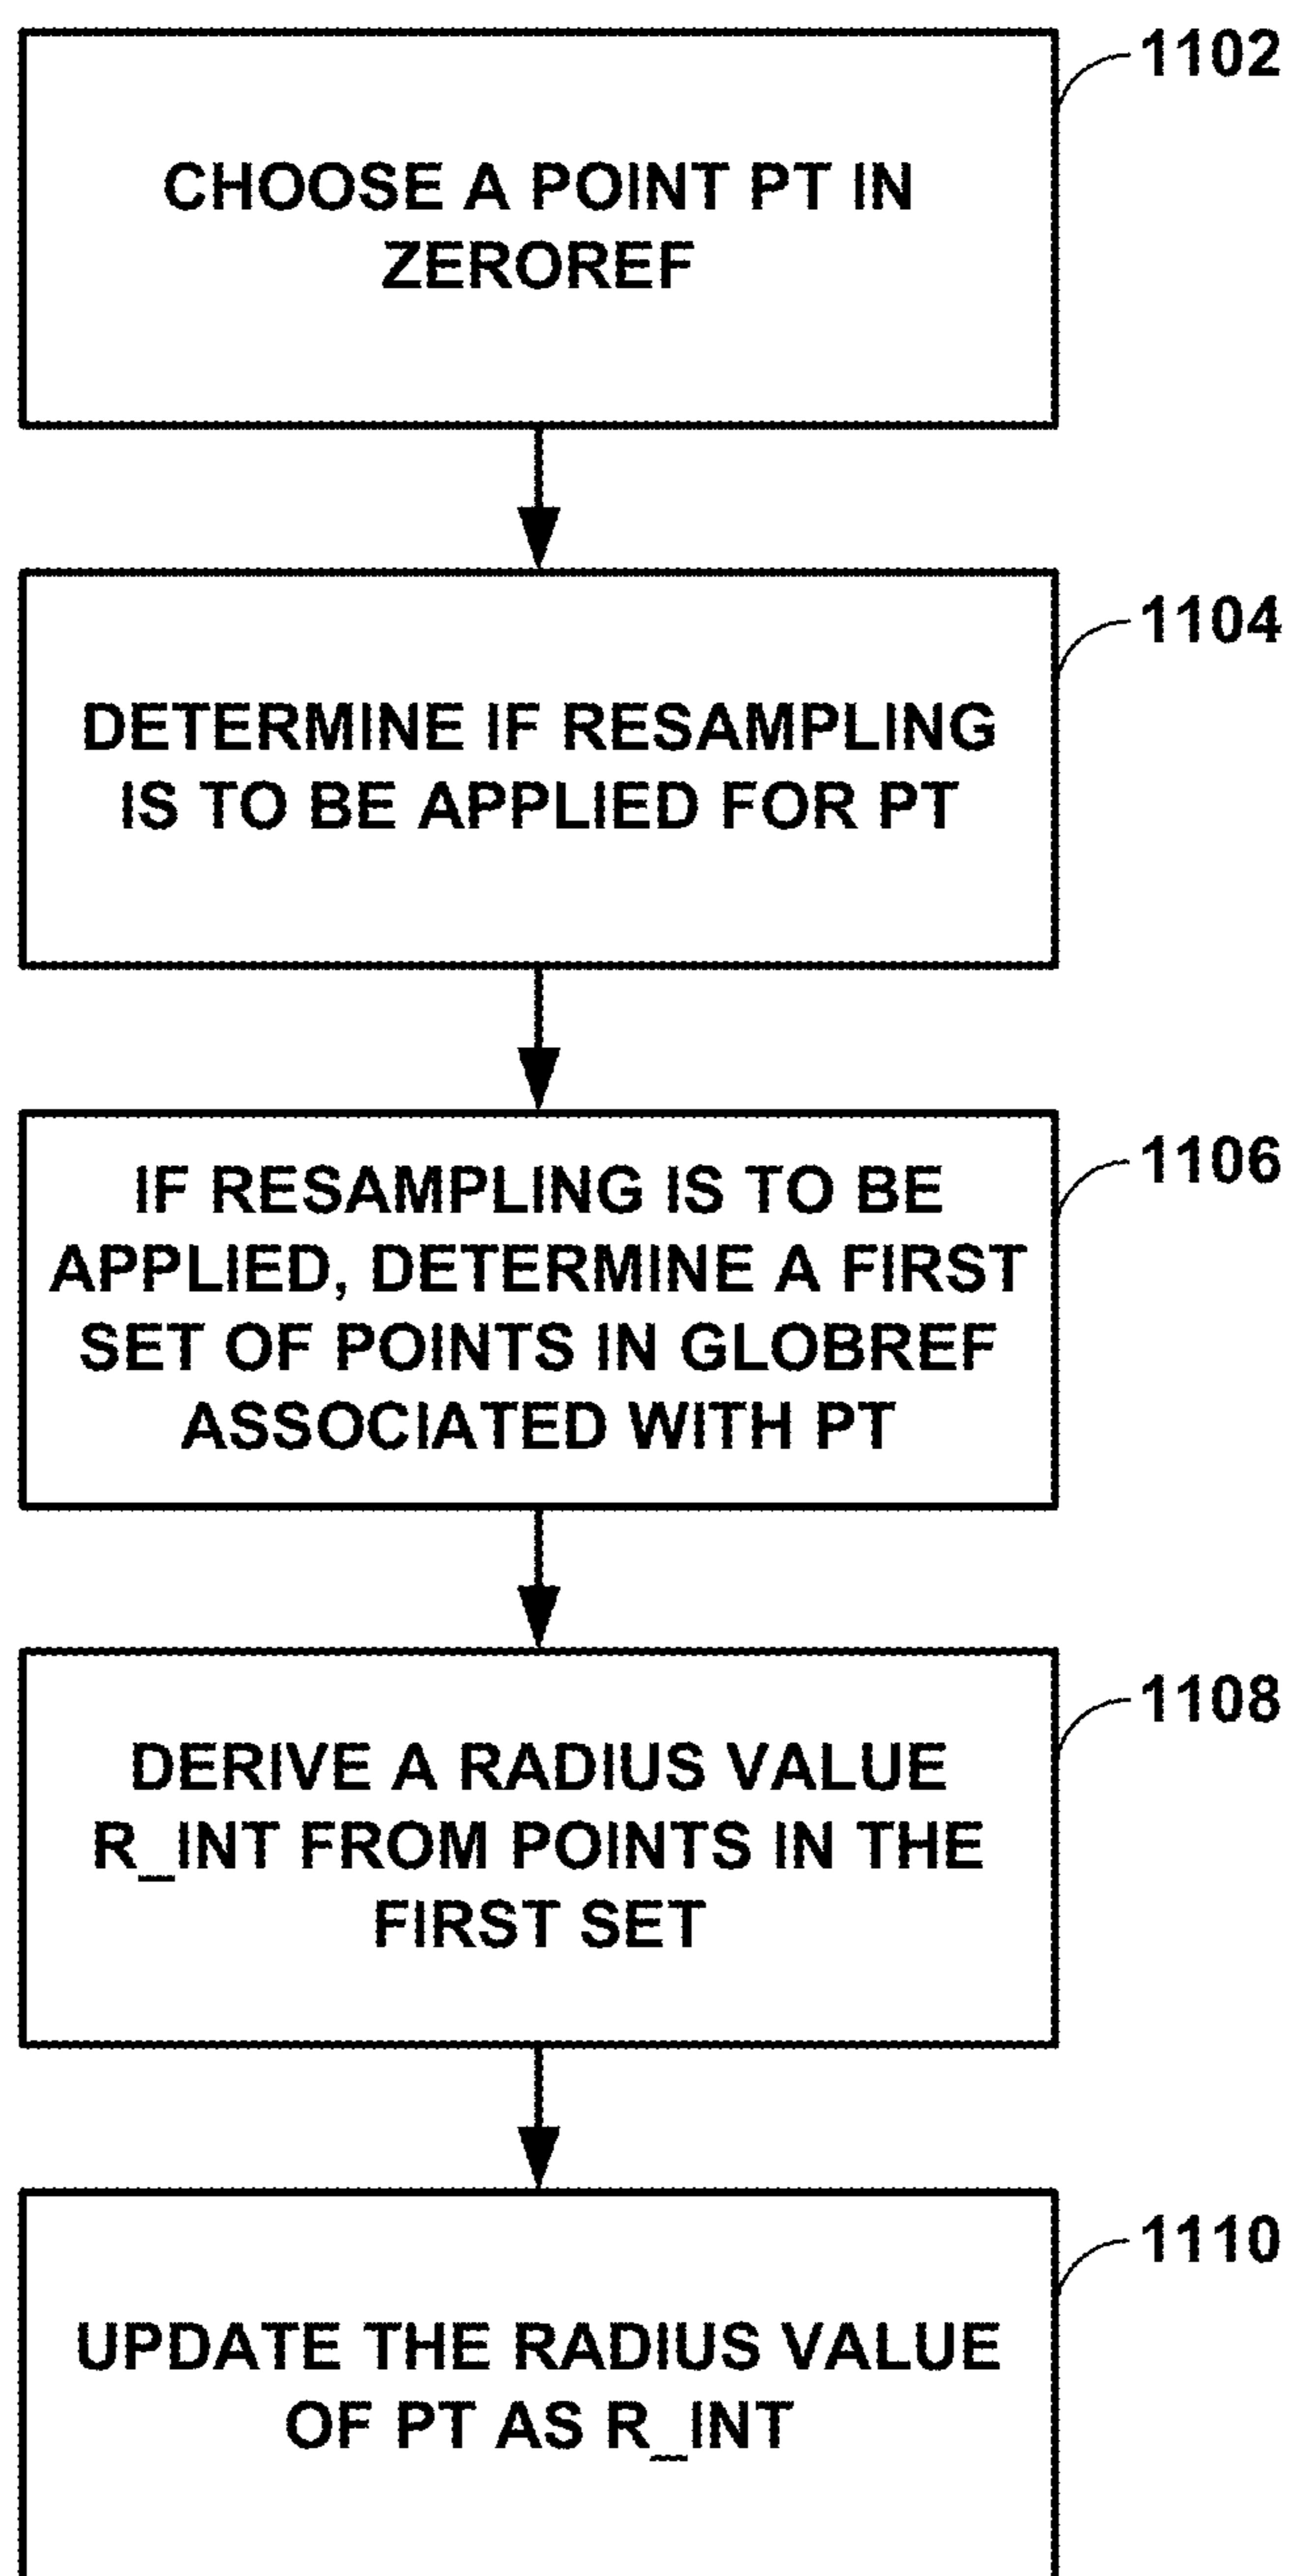 1102
CHOOSE A POINT PT IN
ZEROREF
1104
DETERMINE IF RESAMPLING
IS TO BE APPLIED FOR PT
1106
IF RESAMPLING IS TO BE
APPLIED, DETERMINE A FIRST
SET OF POINTS IN GLOBREF
ASSOCIATED WITH PT
1108
DERIVE A RADIUS VALUE
R_INT FROM POINTS IN THE
FIRST SET
1110
UPDATE THE RADIUS VALUE
OF PT AS R_INT